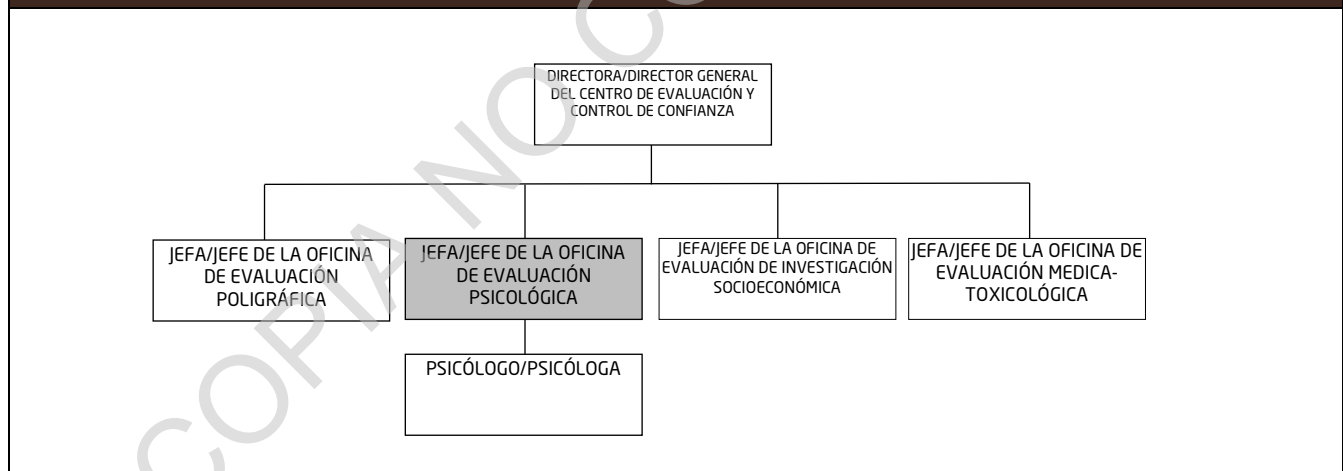 DIRECTORA/DIRECTOR GENERAL
DEL CENTRO DE EVALUACIÓN Y
CONTROL DE CONFIANZA
JEFA/JEFE DE LA OFICINA
DE EVALUACIÓN
POLIGRÁFICA
JEFA/JEFE DE LA OFICINA
DE EVALUACIÓN
PSICOLÓGICA
JEFA/JEFE DE LA OFICINA DE
EVALUACIÓN DE INVESTIGACIÓN
SOCIOECONÓMICA
JEFA/JEFE DE LA OFICINA DE
EVALUACIÓN MEDICA-
TOXICOLÓGICA
PSICÓLOGO/PSICÓLOGA
COPIA NO